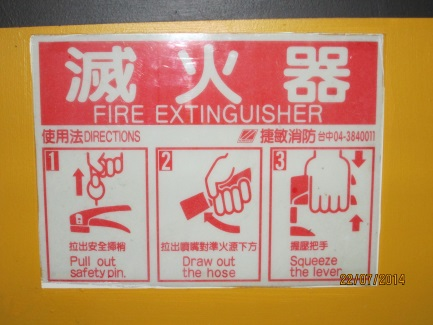 滅火器
FIRE EXTINGUISHER
使用法DIRECTIONS
捷敏消防 台中04-3840011
1
拉出安全插梢
Pull out
safety pin.
2
拉出噴嘴對準火源下方
Draw out
the hose
3
握壓把手
Squeeze
the lever
22/07/2014